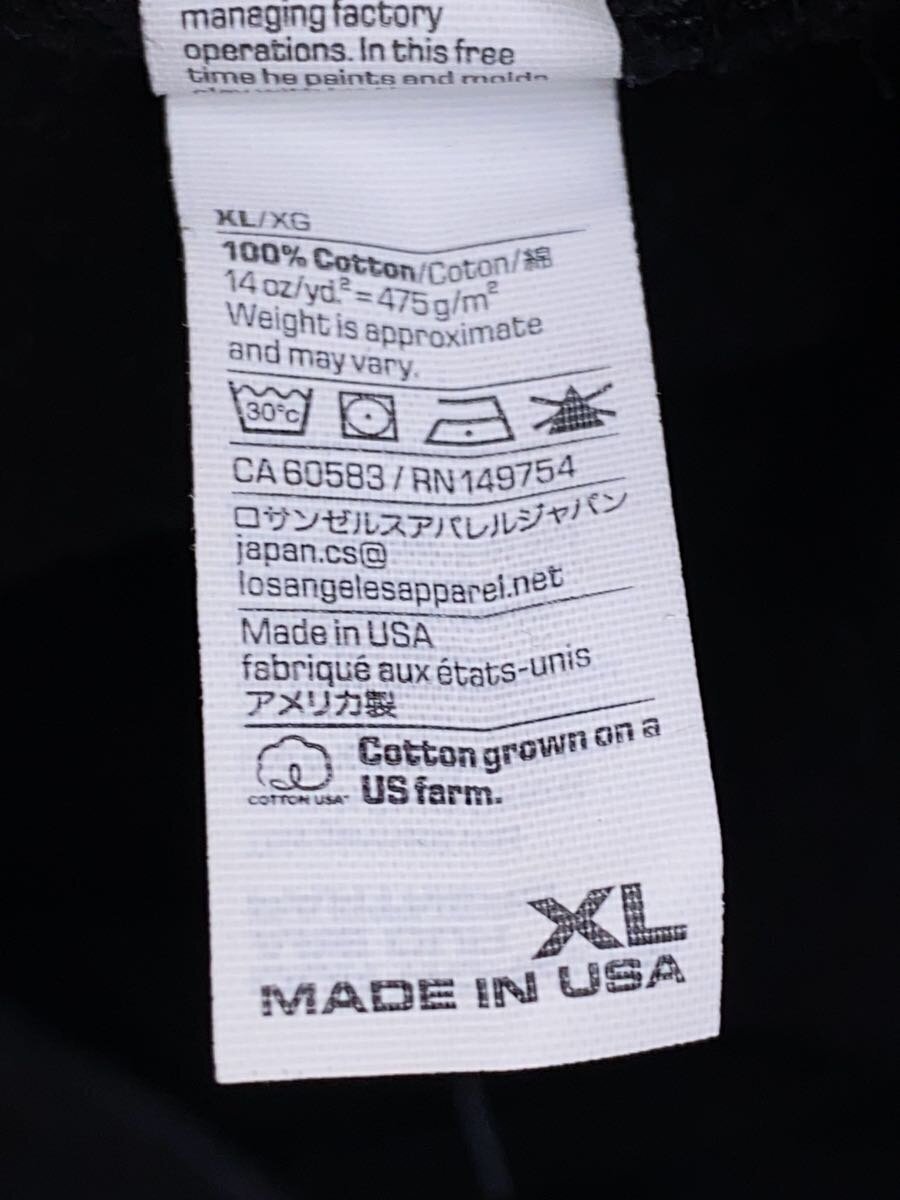 managing factory
operations. In this free
time he paints and molds
XL/XG
100% Cotton/Coton/綿
14 oz/yd.² = 475 g/m²
Weight is approximate
and may vary.
30°C
CA 60583 / RN 149754
ロサンゼルスアパレルジャパン
japan.cs@
losangelesapparel.net
Made in USA
fabriqué aux états-unis
アメリカ製
Cotton grown on a
US farm.
COTTON USA™
XL
MADE IN USA